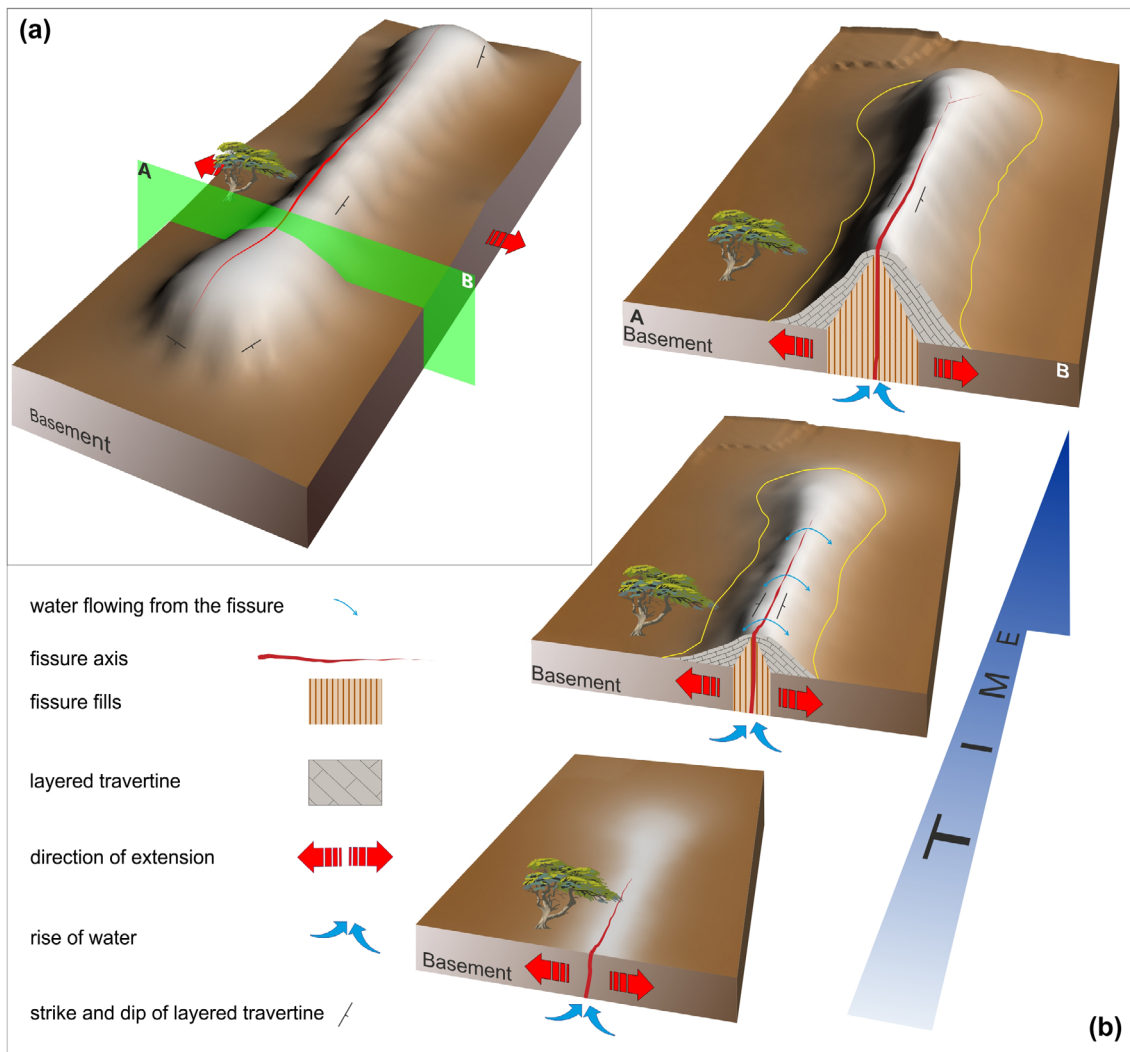 (a)
A
B
Basement
A
Basement
B
Basement
Basement
TIME
water flowing from the fissure
fissure axis
fissure fills
layered travertine
direction of extension
rise of water
strike and dip of layered travertine
(b)